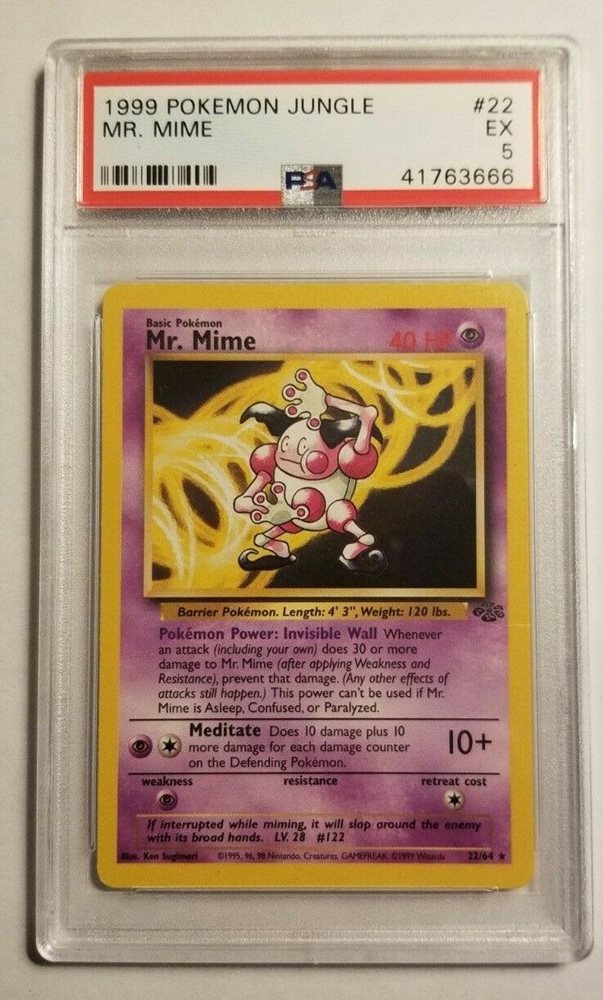 1999 POKEMON JUNGLE #22
MR. MIME EX
5
PSA 41763666
Basic Pokémon
Mr. Mime 40 HP
Barrier Pokémon. Length: 4' 3", Weight: 120 lbs.
Pokémon Power: Invisible Wall Whenever
an attack (including your own) does 30 or more
damage to Mr. Mime (after applying Weakness and
Resistance), prevent that damage. (Any other effects of
attacks still happen.) This power can't be used if Mr.
Mime is Asleep, Confused, or Paralyzed.
Meditate Does 10 damage plus 10
more damage for each damage counter
on the Defending Pokémon.
10+
weakness resistance retreat cost
If interrupted while miming, it will slap around the enemy
with its broad hands. LV. 28 #122
Illus. Ken Sugimori ©1995, 96, 98 Nintendo, Creatures, GAMEFREAK. ©1999 Wizards. 22/64 ★